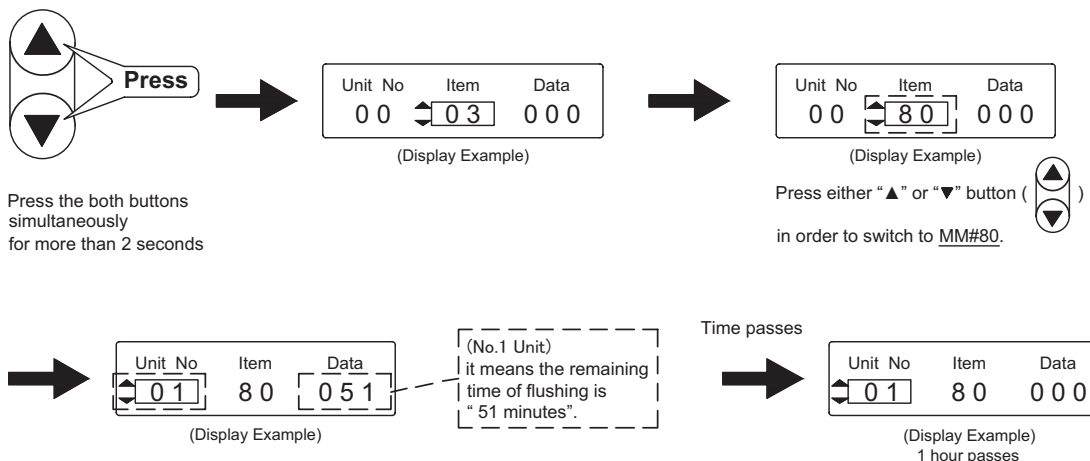 Press
Press the both buttons
simultaneously
for more than 2 seconds
Unit No Item Data
0 0 0 3 0 0 0
(Display Example)
Unit No Item Data
0 0 8 0 0 0 0
(Display Example)
Press either “▲” or “▼” button ( ▲ ▼ )
in order to switch to MM#80.
Unit No Item Data
0 1 8 0 0 5 1
(Display Example)
(No.1 Unit)
it means the remaining
time of flushing is
“ 51 minutes”.
Time passes
Unit No Item Data
0 1 8 0 0 0 0
(Display Example)
1 hour passes